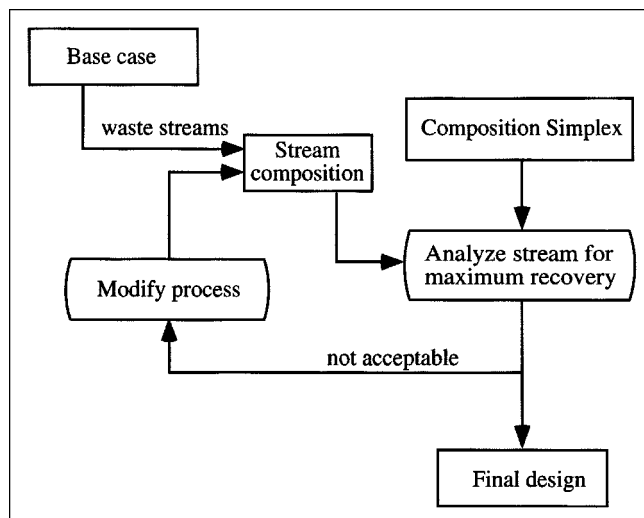 Base case
waste streams
Composition Simplex
Stream
composition
Analyze stream for
maximum recovery
Modify process
not acceptable
Final design